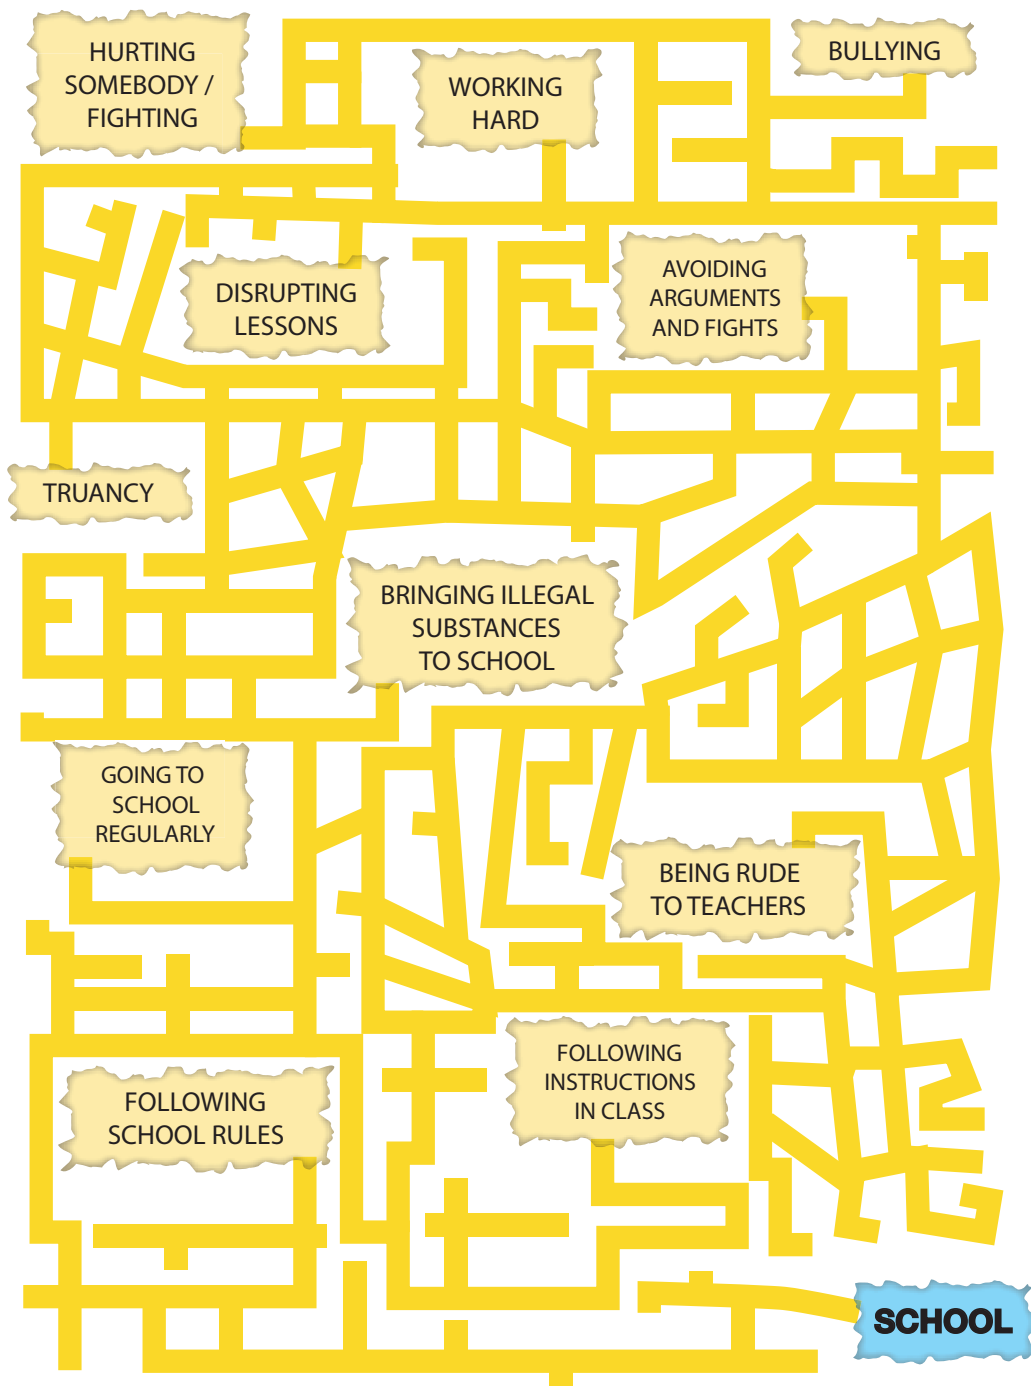 HURTING
SOMEBODY /
FIGHTING
WORKING
HARD
BULLYING
DISRUPTING
LESSONS
AVOIDING
ARGUMENTS
AND FIGHTS
TRUANCY
BRINGING ILLEGAL
SUBSTANCES
TO SCHOOL
GOING TO
SCHOOL
REGULARLY
BEING RUDE
TO TEACHERS
FOLLOWING
INSTRUCTIONS
IN CLASS
FOLLOWING
SCHOOL RULES
SCHOOL